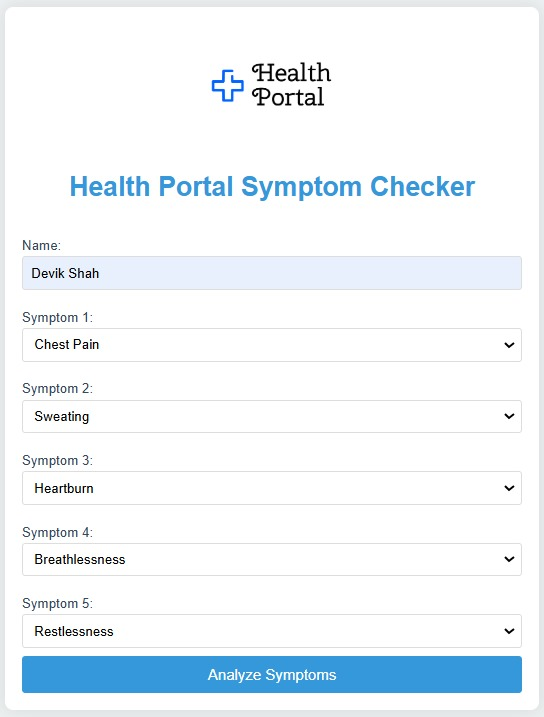 Health
Portal
Health Portal Symptom Checker
Name:
Devik Shah
Symptom 1:
Chest Pain
Symptom 2:
Sweating
Symptom 3:
Heartburn
Symptom 4:
Breathlessness
Symptom 5:
Restlessness
Analyze Symptoms